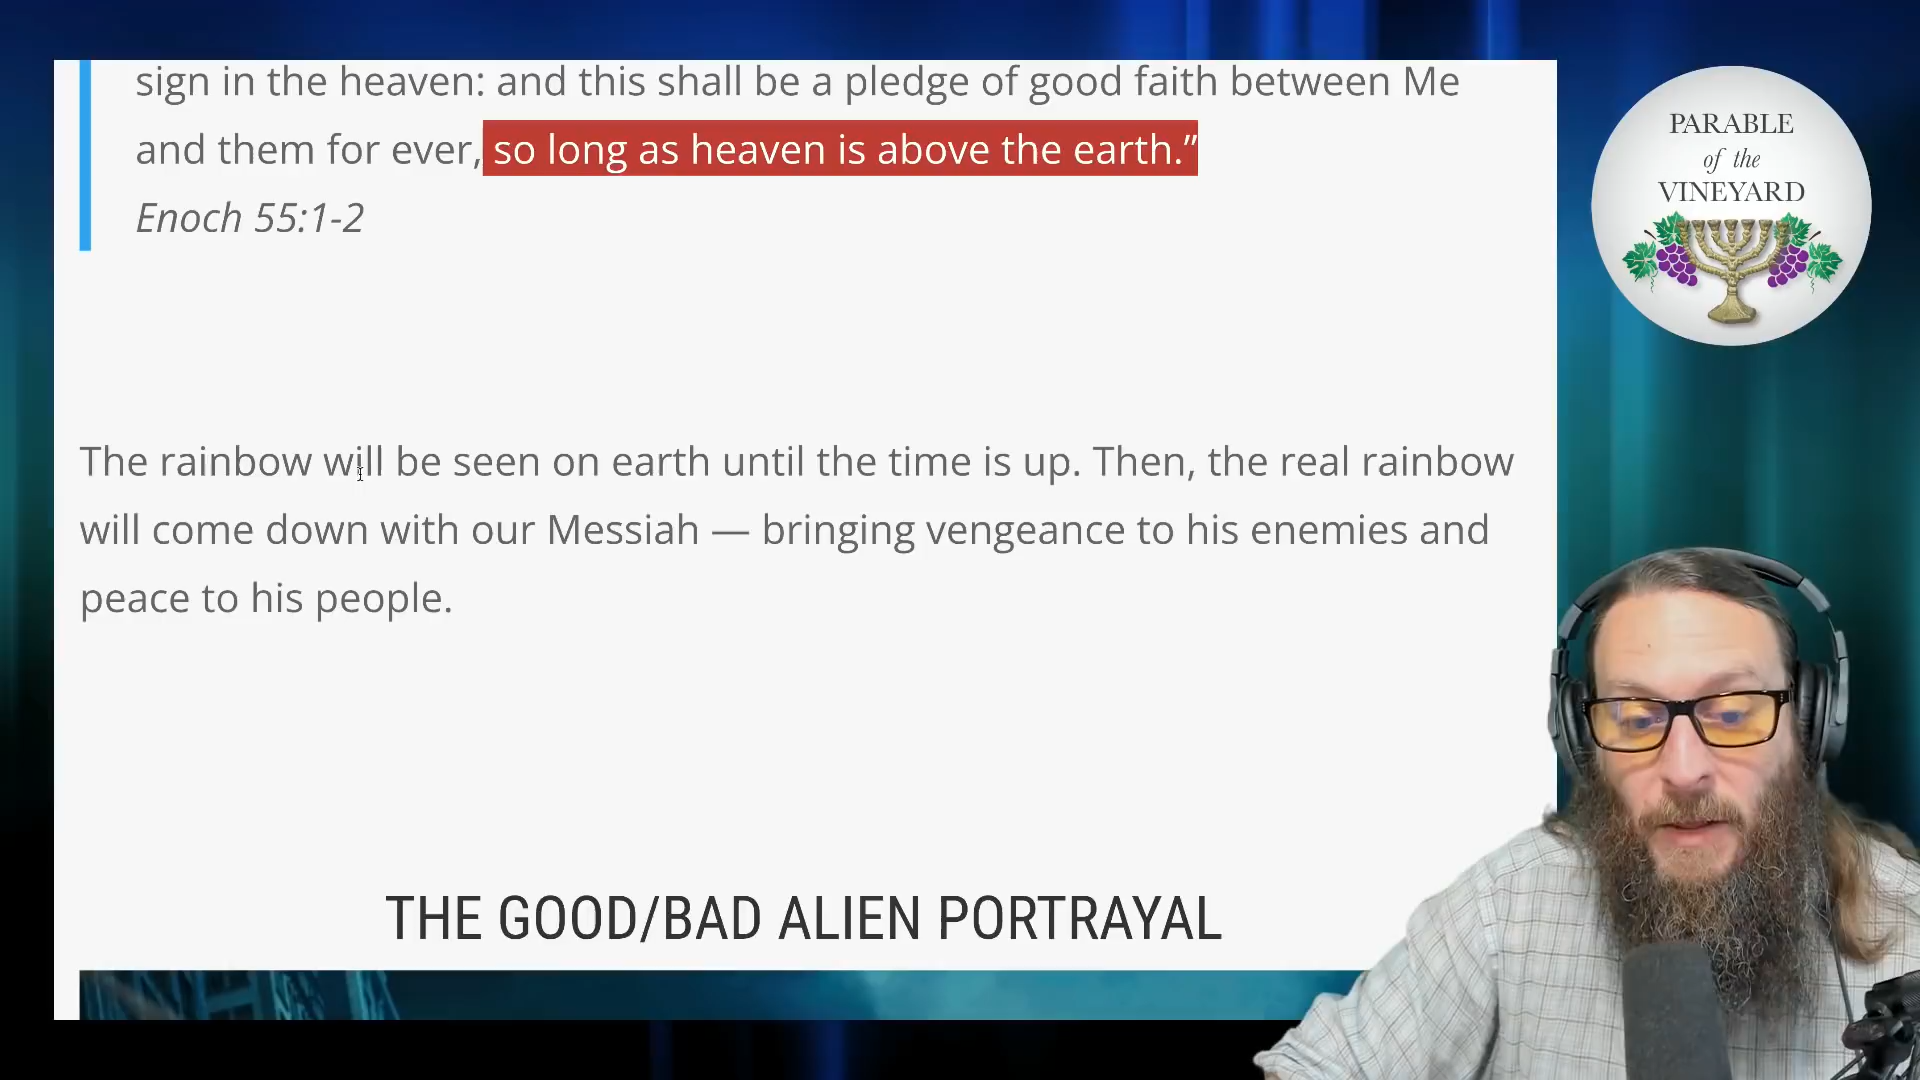 sign in the heaven: and this shall be a pledge of good faith between Me
and them for ever, so long as heaven is above the earth.”
Enoch 55:1-2
The rainbow will be seen on earth until the time is up. Then, the real rainbow
will come down with our Messiah — bringing vengeance to his enemies and
peace to his people.
THE GOOD/BAD ALIEN PORTRAYAL
PARABLE
of the
VINEYARD